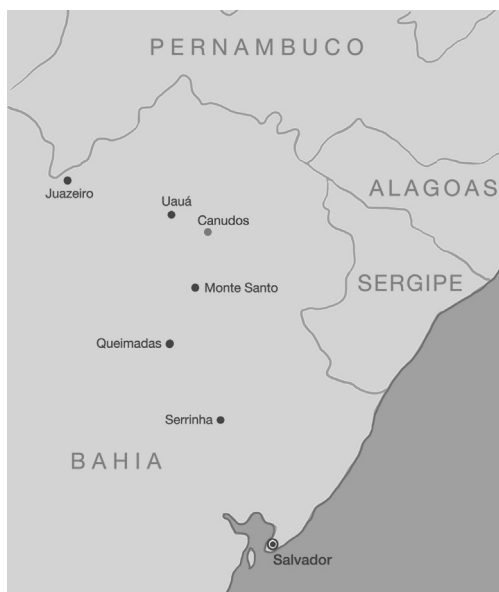 PERNAMBUCO
Juazeiro
ALAGOAS
Uauá
Canudos
SERGIPE
Monte Santo
Queimadas
Serrinha
BAHIA
Salvador